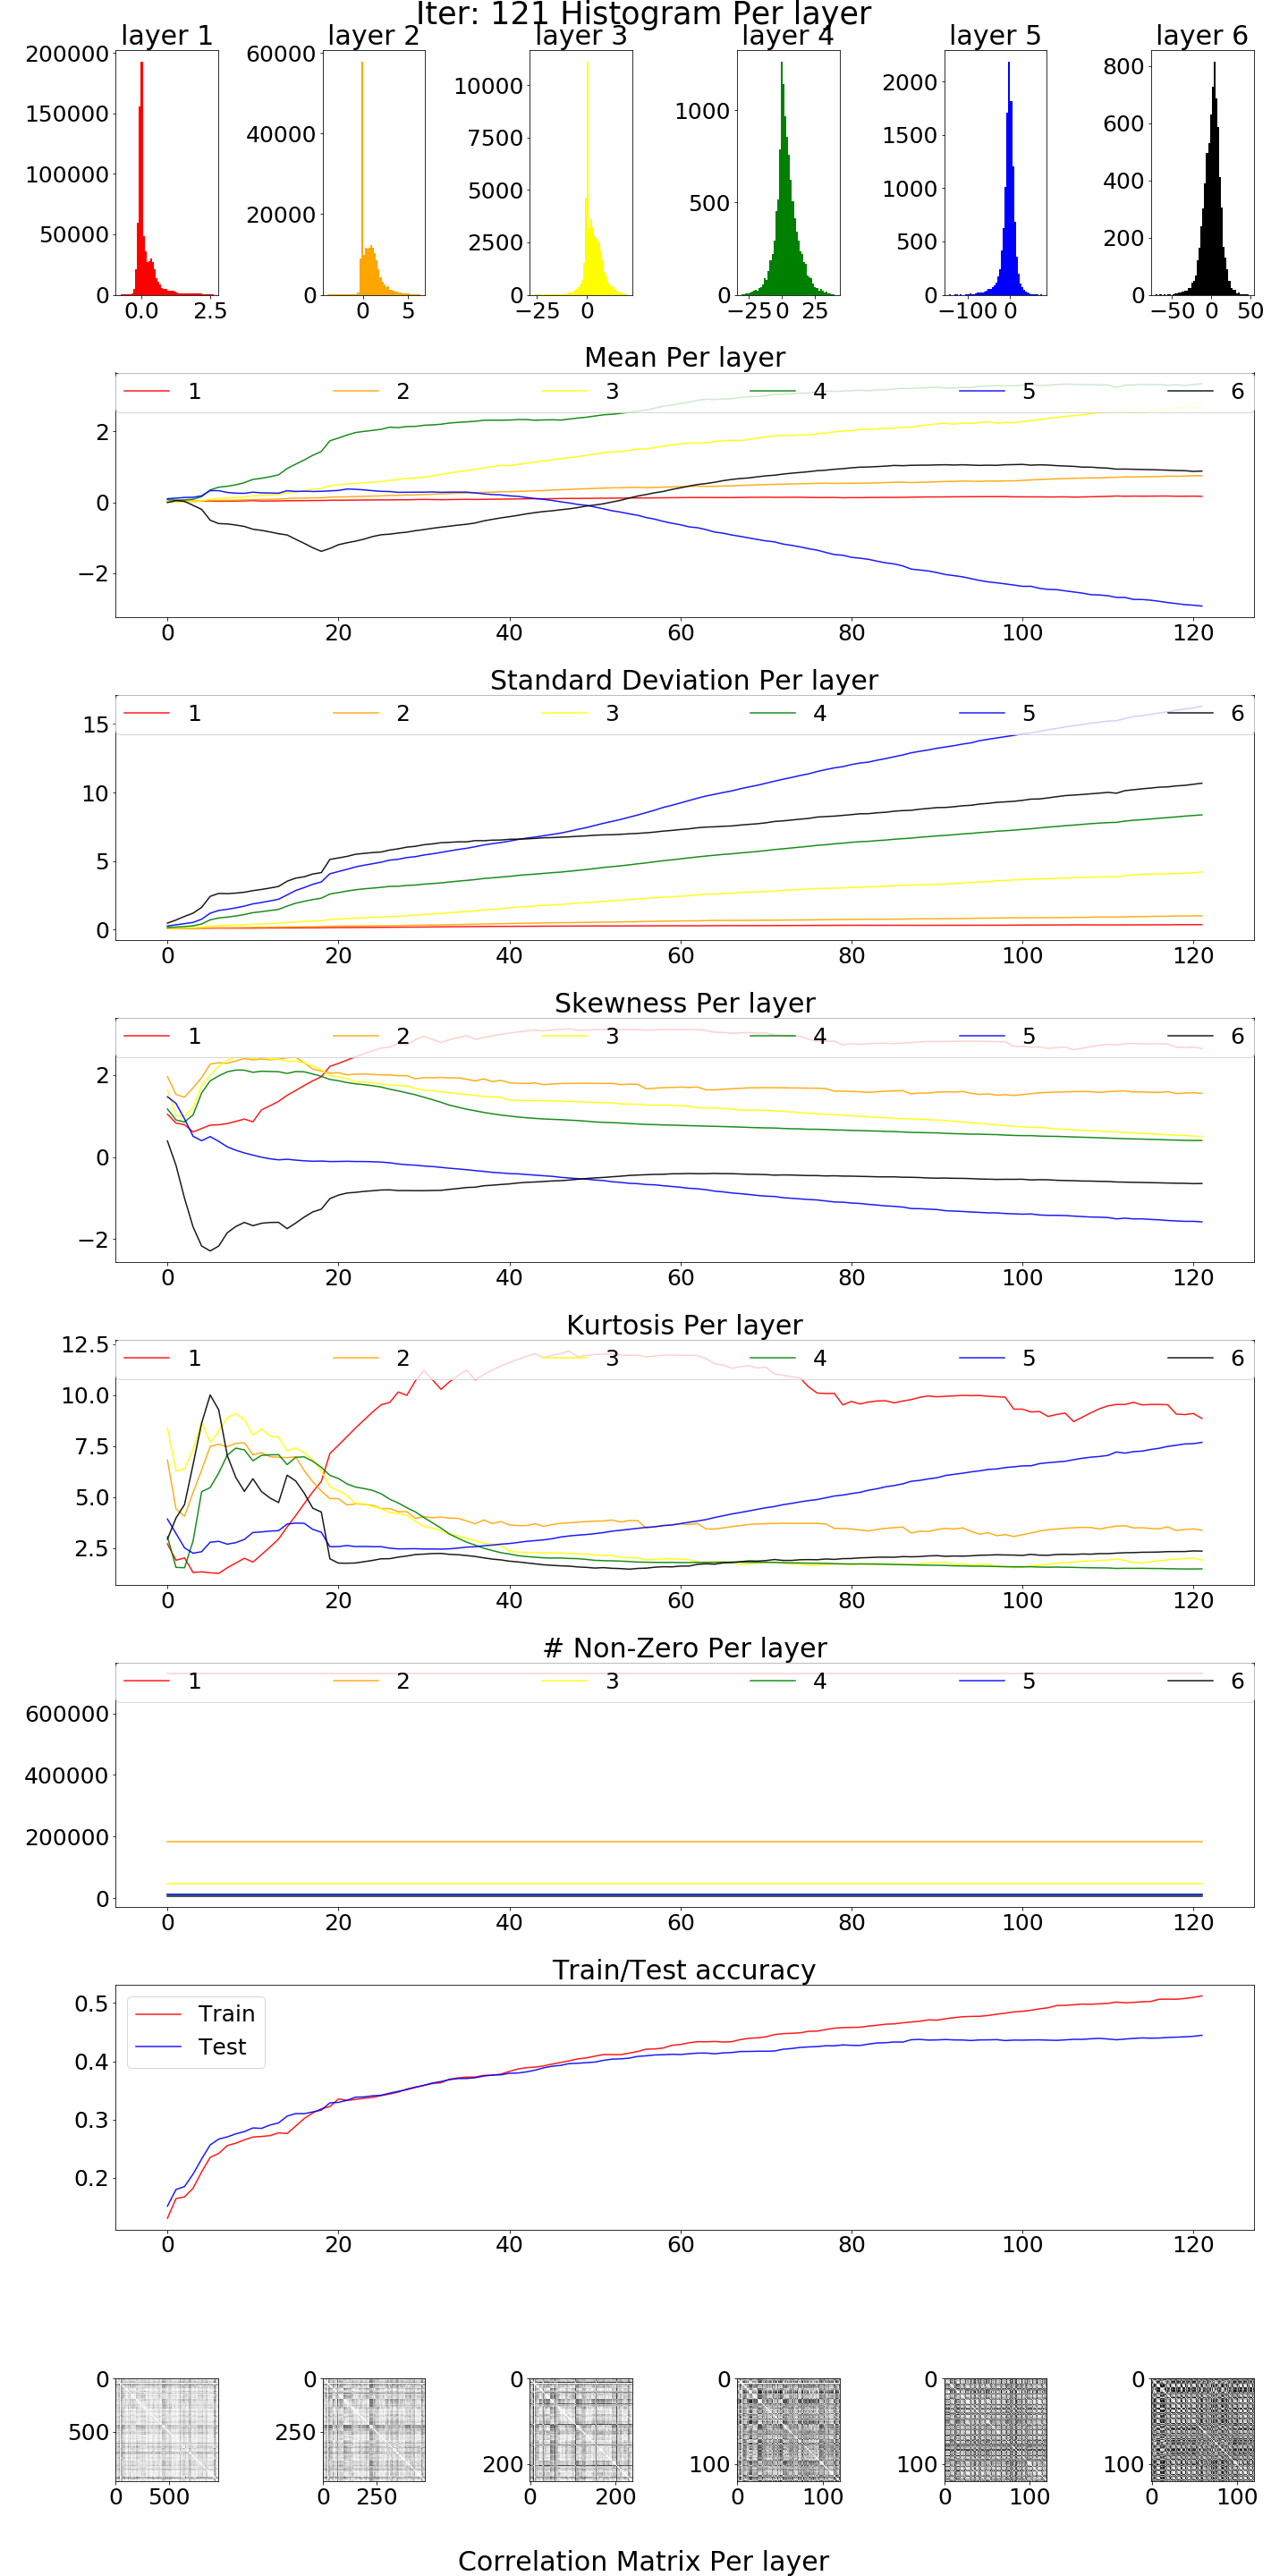 Iter: 121 Histogram Per layer
layer 1 layer 2 layer 3 layer 4 layer 5 layer 6
200000 150000 100000 50000 0
0.0 2.5
60000 40000 20000 0
0 5
10000 7500 5000 2500 0
−25 0
1000 500 0
−25 0 25
2000 1500 1000 500 0
−100 0
800 600 400 200 0
−50 0 50
Mean Per layer
1 2 3 4 5 6
2 0 −2
0 20 40 60 80 100 120
Standard Deviation Per layer
1 2 3 4 5 6
15 10 5 0
0 20 40 60 80 100 120
Skewness Per layer
1 2 3 4 5 6
2 0 −2
0 20 40 60 80 100 120
Kurtosis Per layer
1 2 3 4 5 6
12.5 10.0 7.5 5.0 2.5
0 20 40 60 80 100 120
# Non-Zero Per layer
1 2 3 4 5 6
600000 400000 200000 0
0 20 40 60 80 100 120
Train/Test accuracy
Train
Test
0.5 0.4 0.3 0.2
0 20 40 60 80 100 120
0 500
0 500
0 250
0 250
0 200
0 200
0 100
0 100
0 100
0 100
0 100
0 100
Correlation Matrix Per layer